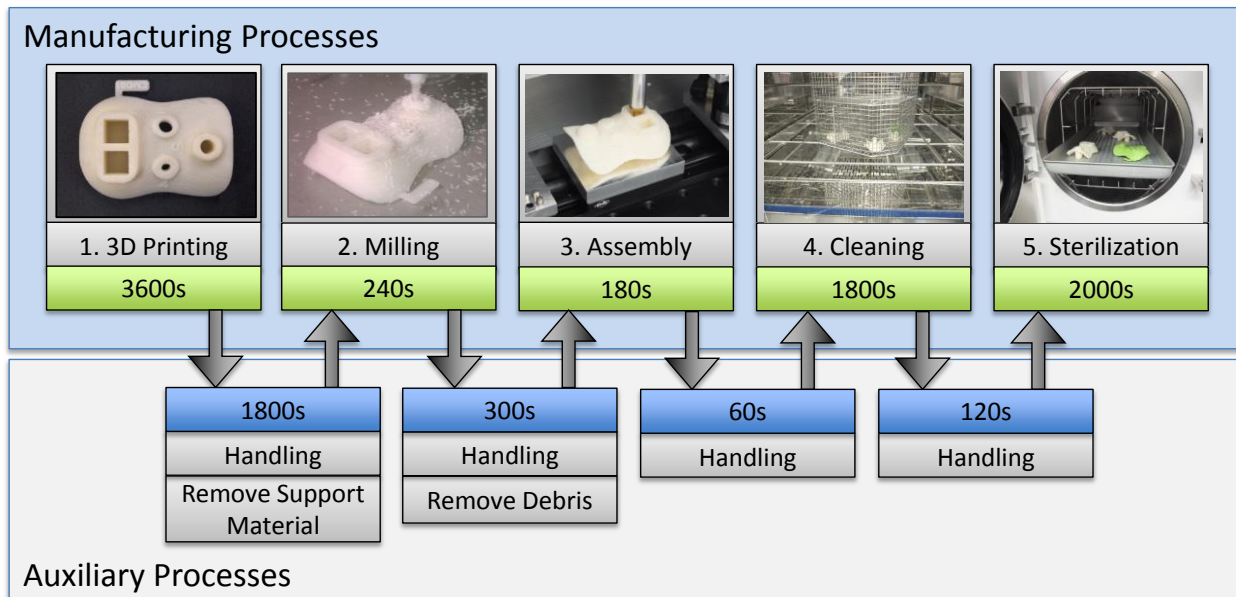 Manufacturing Processes
1. 3D Printing
2. Milling
3. Assembly
4. Cleaning
5. Sterilization
3600s
240s
180s
1800s
2000s
1800s
300s
60s
120s
Handling
Handling
Handling
Handling
Remove Support
Material
Remove Debris
Auxiliary Processes